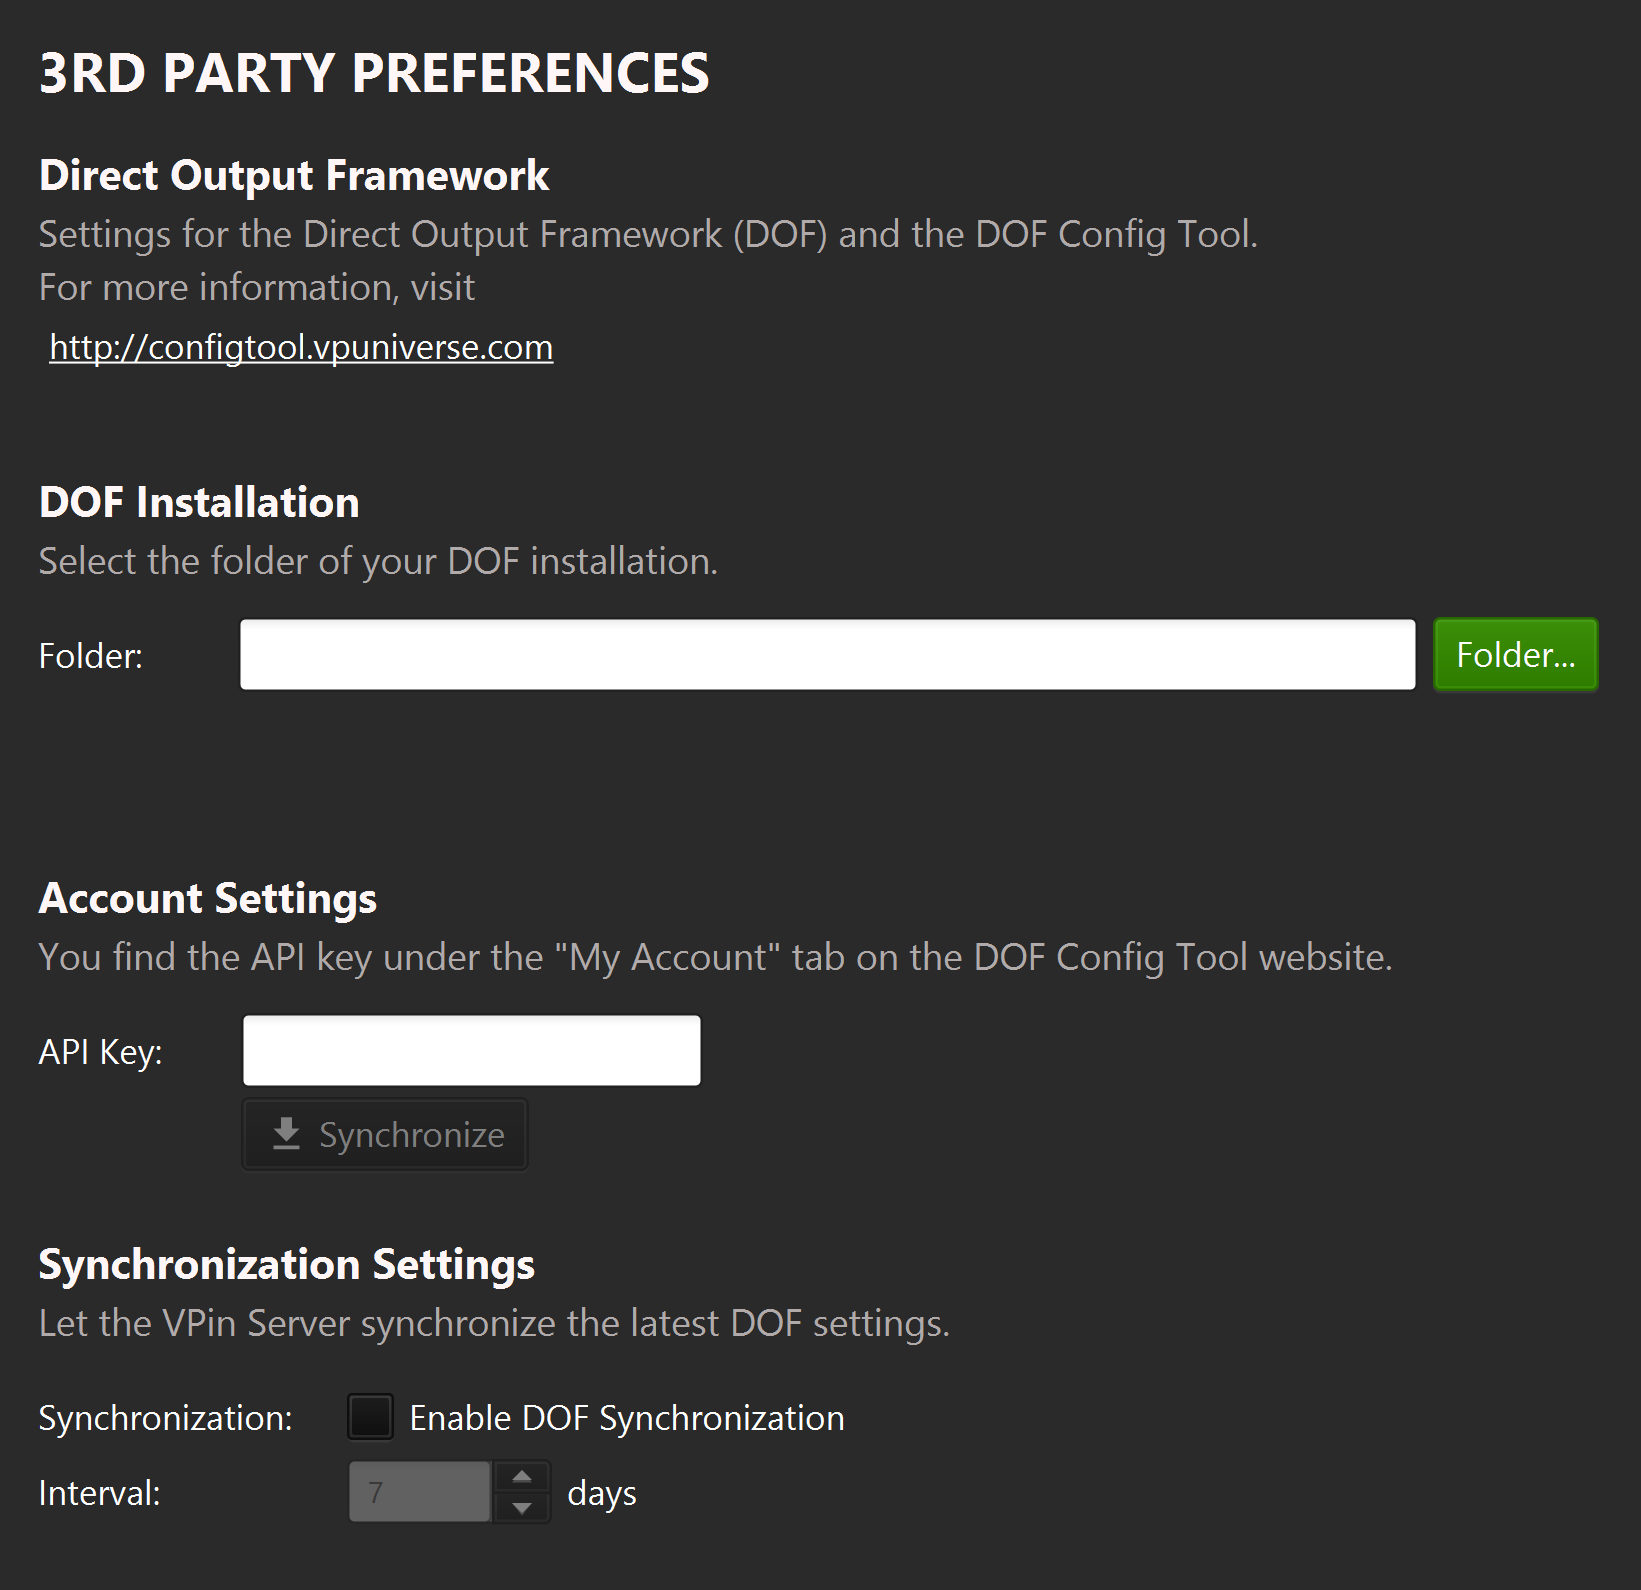 3RD PARTY PREFERENCES
Direct Output Framework
Settings for the Direct Output Framework (DOF) and the DOF Config Tool.
For more information, visit
http://configtool.vpuniverse.com
DOF Installation
Select the folder of your DOF installation.
Folder: Folder...
Account Settings
You find the API key under the "My Account" tab on the DOF Config Tool website.
API Key:
Synchronize
Synchronization Settings
Let the VPin Server synchronize the latest DOF settings.
Synchronization: Enable DOF Synchronization
Interval: 7 days